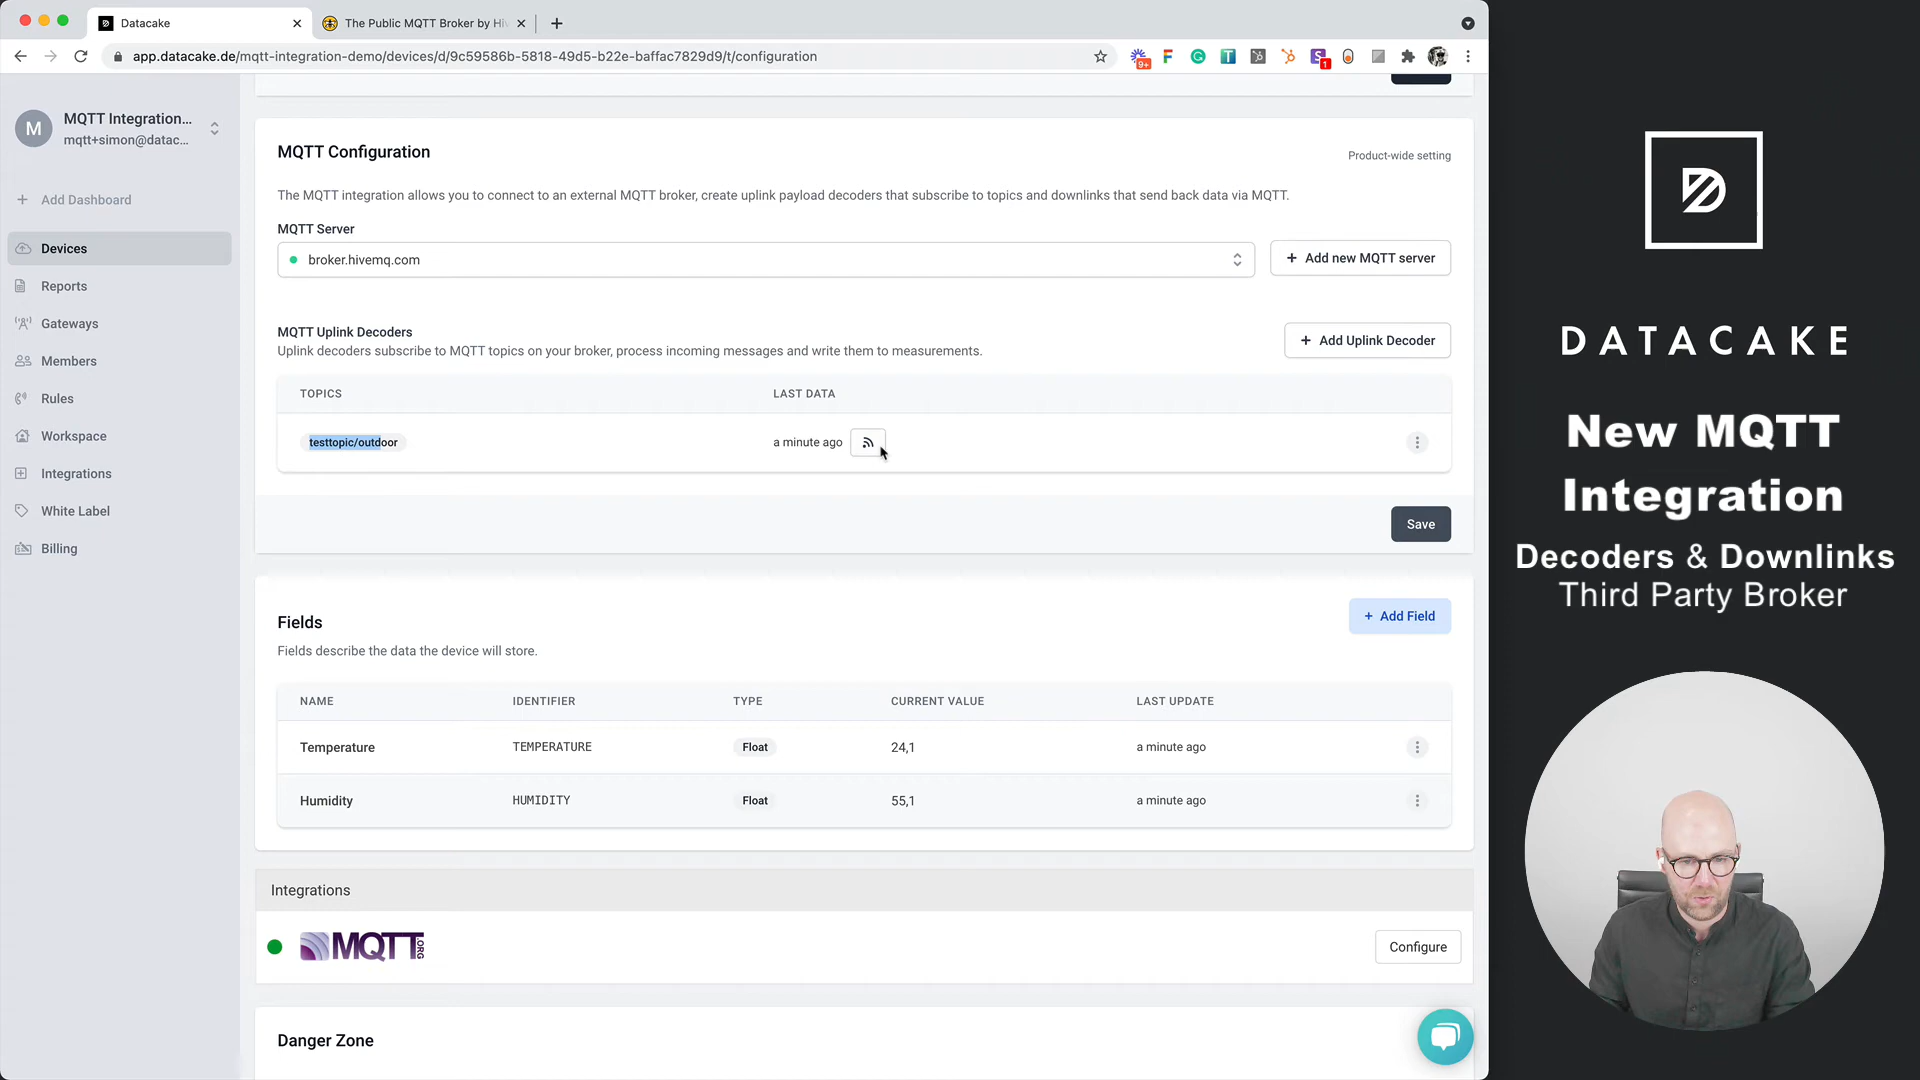 Datacake
The Public MQTT Broker by Hi
app.datacake.de/mqtt-integration-demo/devices/d/9c59586b-5818-49d5-b22e-baffac7829d9/t/configuration
9+
1
M
MQTT Integration...
mqtt+simon@datac...
Add Dashboard
Devices
Reports
Gateways
Members
Rules
Workspace
Integrations
White Label
Billing
MQTT Configuration
Product-wide setting
The MQTT integration allows you to connect to an external MQTT broker, create uplink payload decoders that subscribe to topics and downlinks that send back data via MQTT.
MQTT Server
broker.hivemq.com
+ Add new MQTT server
MQTT Uplink Decoders
Uplink decoders subscribe to MQTT topics on your broker, process incoming messages and write them to measurements.
+ Add Uplink Decoder
TOPICS LAST DATA
testtopic/outdoor a minute ago
Save
Fields
Fields describe the data the device will store.
+ Add Field
NAME IDENTIFIER TYPE CURRENT VALUE LAST UPDATE
Temperature TEMPERATURE Float 24,1 a minute ago
Humidity HUMIDITY Float 55,1 a minute ago
Integrations
MQTT.ORG
Configure
Danger Zone
DATACAKE
New MQTT
Integration
Decoders & Downlinks
Third Party Broker